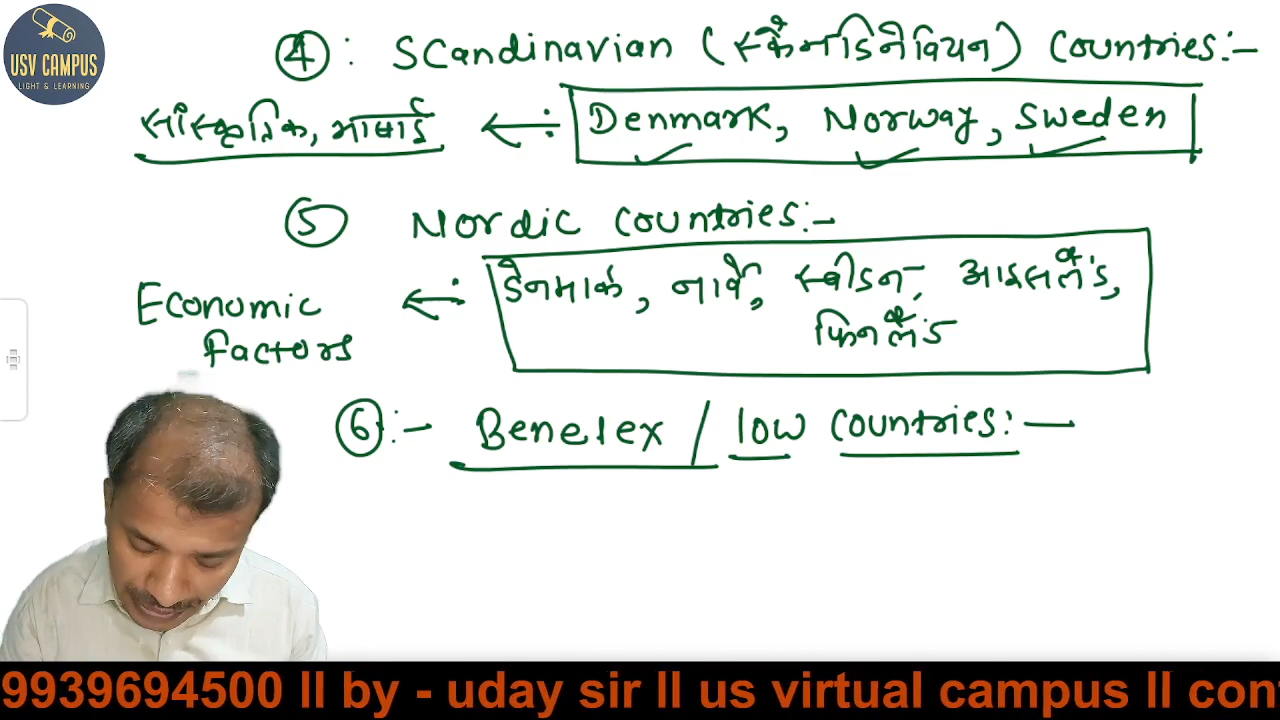 USV CAMPUS
LIGHT & LEARNING
④: Scandinavian (स्कैनाडिनेवियन) Countries:-
सांस्कृतिक, भाषाई ← : Denmark, Norway, Sweden
⑤ Nordic Countries:-
Economic factors ← : डेनमार्क, नार्वे, स्वीडन, आइसलैंड,
फिनलैंड
⑥:- Benelex / low Countries:-
9939694500 ll by - uday sir ll us virtual campus ll con